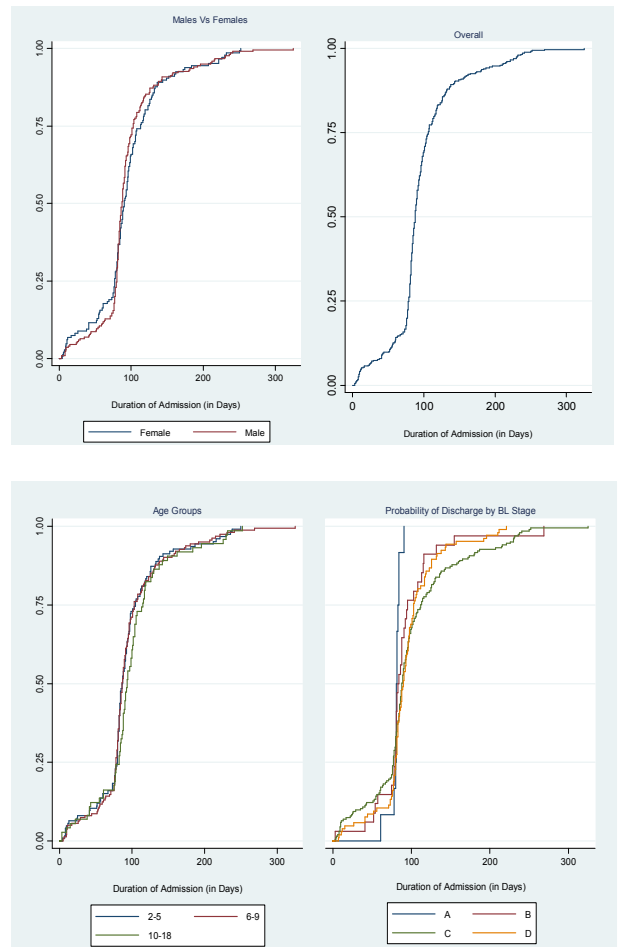 Males Vs Females
1.00
0.75
0.50
0.25
0.00
0
100
200
300
Duration of Admission (in Days)
Female
Male
Overall
1.00
0.75
0.50
0.25
0.00
0
100
200
300
Duration of Admission (in Days)
Age Groups
1.00
0.75
0.50
0.25
0.00
0
100
200
300
Duration of Admission (in Days)
2-5
6-9
10-18
Probability of Discharge by BL Stage
0
100
200
300
Duration of Admission (in Days)
A
B
C
D